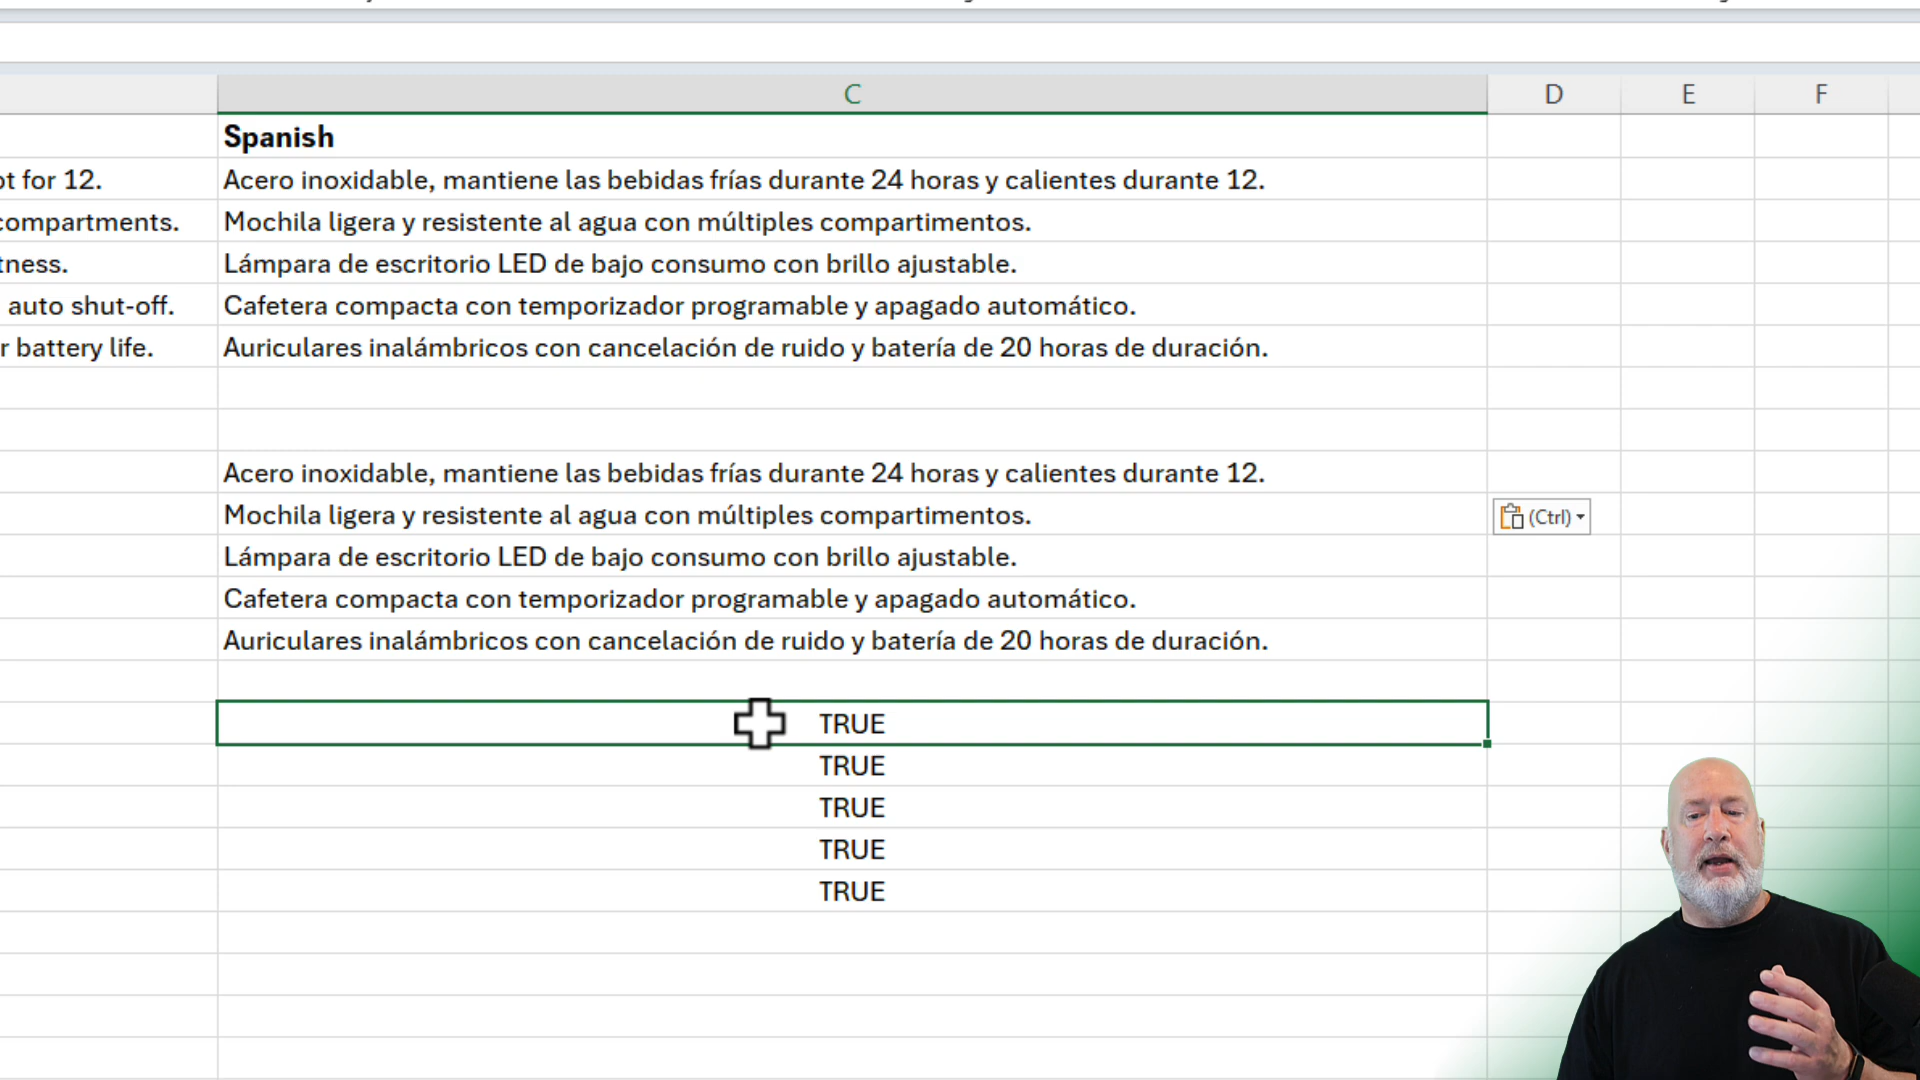 C D E F
Spanish
ot for 12. Acero inoxidable, mantiene las bebidas frías durante 24 horas y calientes durante 12.
compartments. Mochila ligera y resistente al agua con múltiples compartimentos.
tness. Lámpara de escritorio LED de bajo consumo con brillo ajustable.
auto shut-off. Cafetera compacta con temporizador programable y apagado automático.
r battery life. Auriculares inalámbricos con cancelación de ruido y batería de 20 horas de duración.
Acero inoxidable, mantiene las bebidas frías durante 24 horas y calientes durante 12.
Mochila ligera y resistente al agua con múltiples compartimentos. (Ctrl)
Lámpara de escritorio LED de bajo consumo con brillo ajustable.
Cafetera compacta con temporizador programable y apagado automático.
Auriculares inalámbricos con cancelación de ruido y batería de 20 horas de duración.
TRUE
TRUE
TRUE
TRUE
TRUE